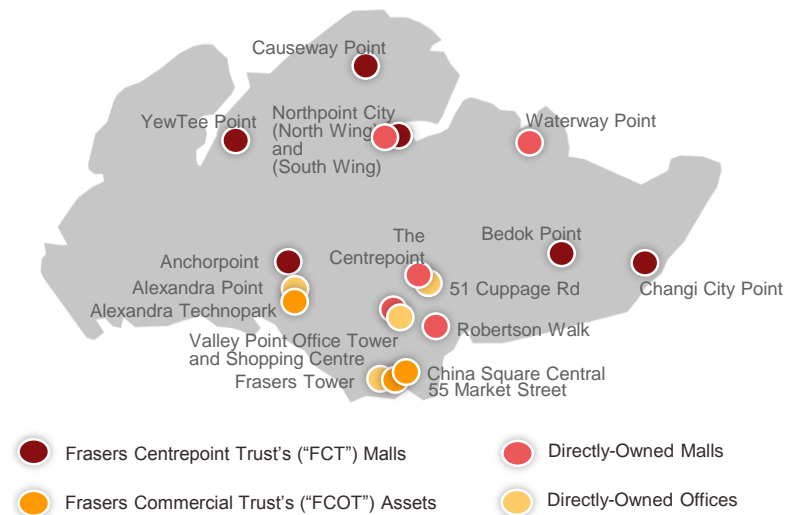 Causeway Point
Northpoint City
(North Wing)
and
(South Wing)
YewTee Point
Waterway Point
The
Centrepoint
Bedok Point
Anchorpoint
Alexandra Point
Alexandra Technopark
51 Cuppage Rd
Changi City Point
Valley Point Office Tower
and Shopping Centre
Robertson Walk
Frasers Tower
China Square Central
55 Market Street
Frasers Centrepoint Trust's ("FCT") Malls
Directly-Owned Malls
Frasers Commercial Trust's ("FCOT") Assets
Directly-Owned Offices